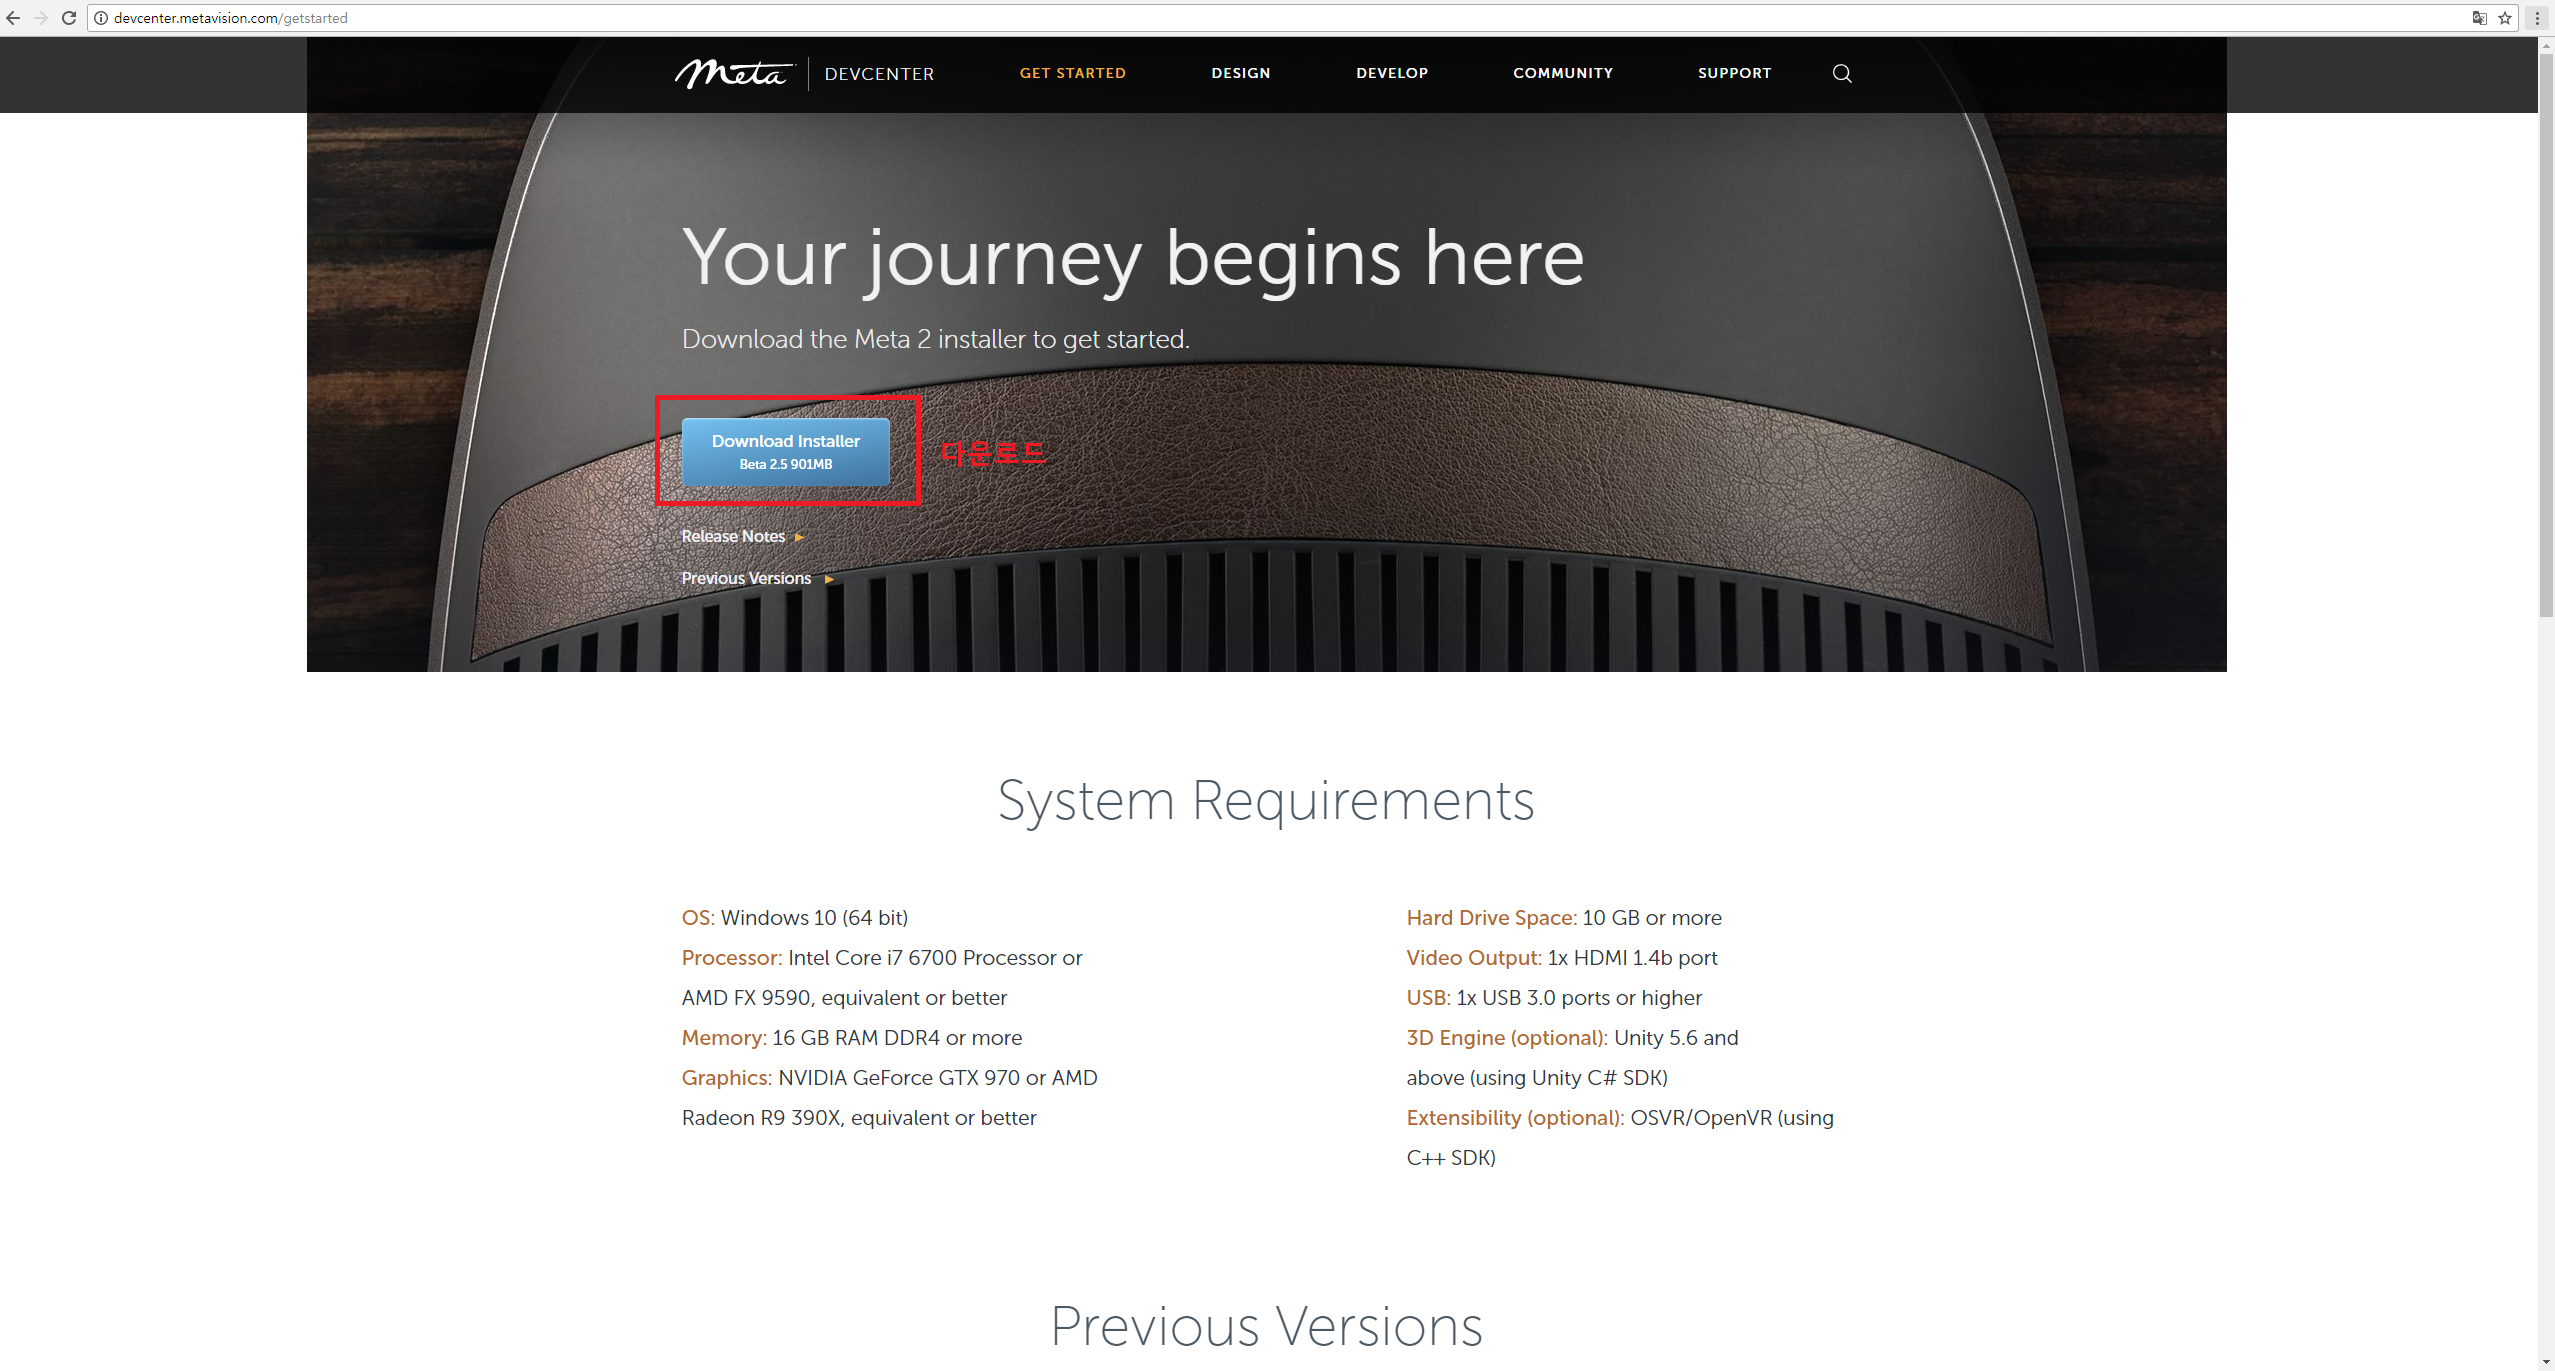 devcenter.metavision.com/getstarted
Meta DEVCENTER GET STARTED DESIGN DEVELOP COMMUNITY SUPPORT
Your journey begins here
Download the Meta 2 installer to get started.
Download Installer
Beta 2.5 901MB
다운로드
Release Notes
Previous Versions
System Requirements
OS: Windows 10 (64 bit)
Processor: Intel Core i7 6700 Processor or
AMD FX 9590, equivalent or better
Memory: 16 GB RAM DDR4 or more
Graphics: NVIDIA GeForce GTX 970 or AMD
Radeon R9 390X, equivalent or better
Hard Drive Space: 10 GB or more
Video Output: 1x HDMI 1.4b port
USB: 1x USB 3.0 ports or higher
3D Engine (optional): Unity 5.6 and
above (using Unity C# SDK)
Extensibility (optional): OSVR/OpenVR (using
C++ SDK)
Previous Versions